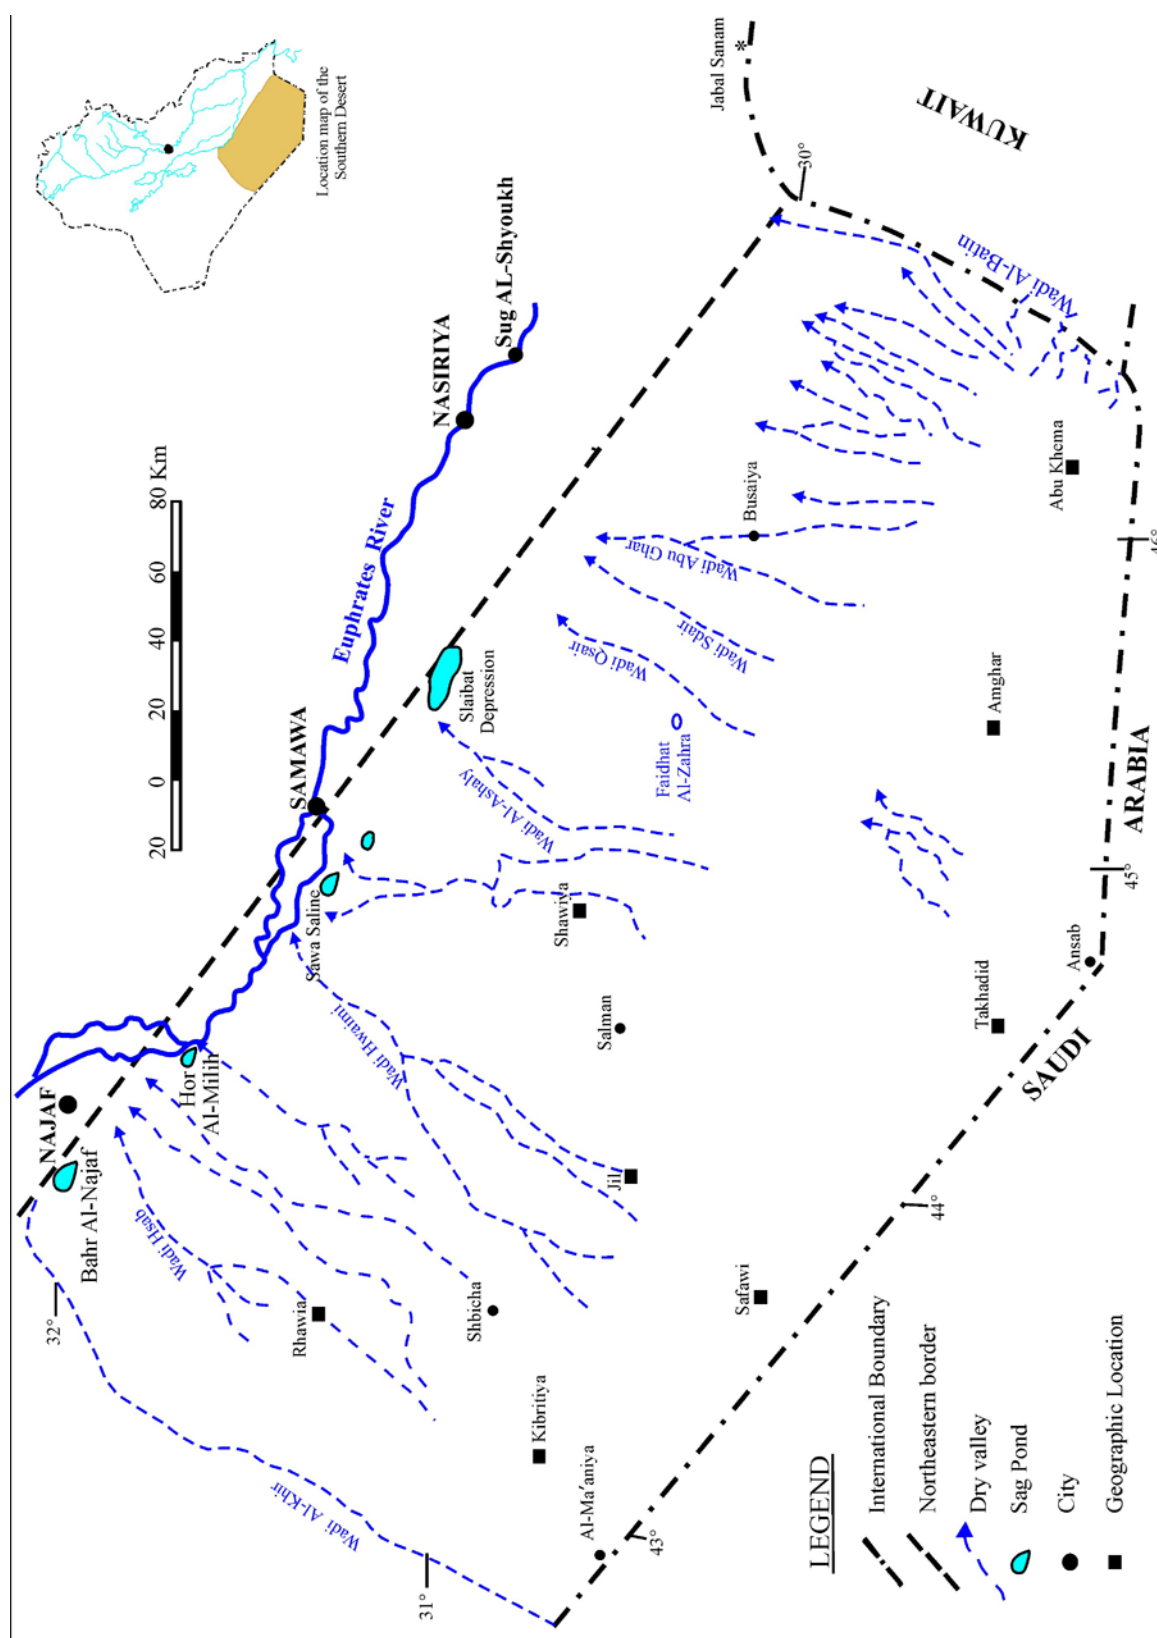 Location map of the
Southern Desert
Jabal Sanam
*
KUWAIT
30°
Wadi Al-Batin
Sug AL-Shyoukh
NASIRIYA
Euphrates River
80 Km
60
40
20
0
20
SAMAWA
Slaibat
Depression
Sawa Saline
NAJAF
Bahr Al-Najaf
Hor
Al-Milih
32°
Wadi Hsab
Rhawia
Shbicha
Wadi Hwaimi
Wadi Al-Ashaly
Faidhat
Al-Zahra
Wadi Qsair
Wadi Sdair
Wadi Abu Ghar
Busaiya
Abu Khema
46°
Amghar
ARABIA
45°
Shawiya
Salman
Takhadid
Ansab
SAUDI
Jil
44°
Safawi
Kibritiya
Al-Ma'aniya
43°
31°
Wadi Al-Khir
LEGEND
International Boundary
Northeastern border
Dry valley
Sag Pond
City
Geographic Location